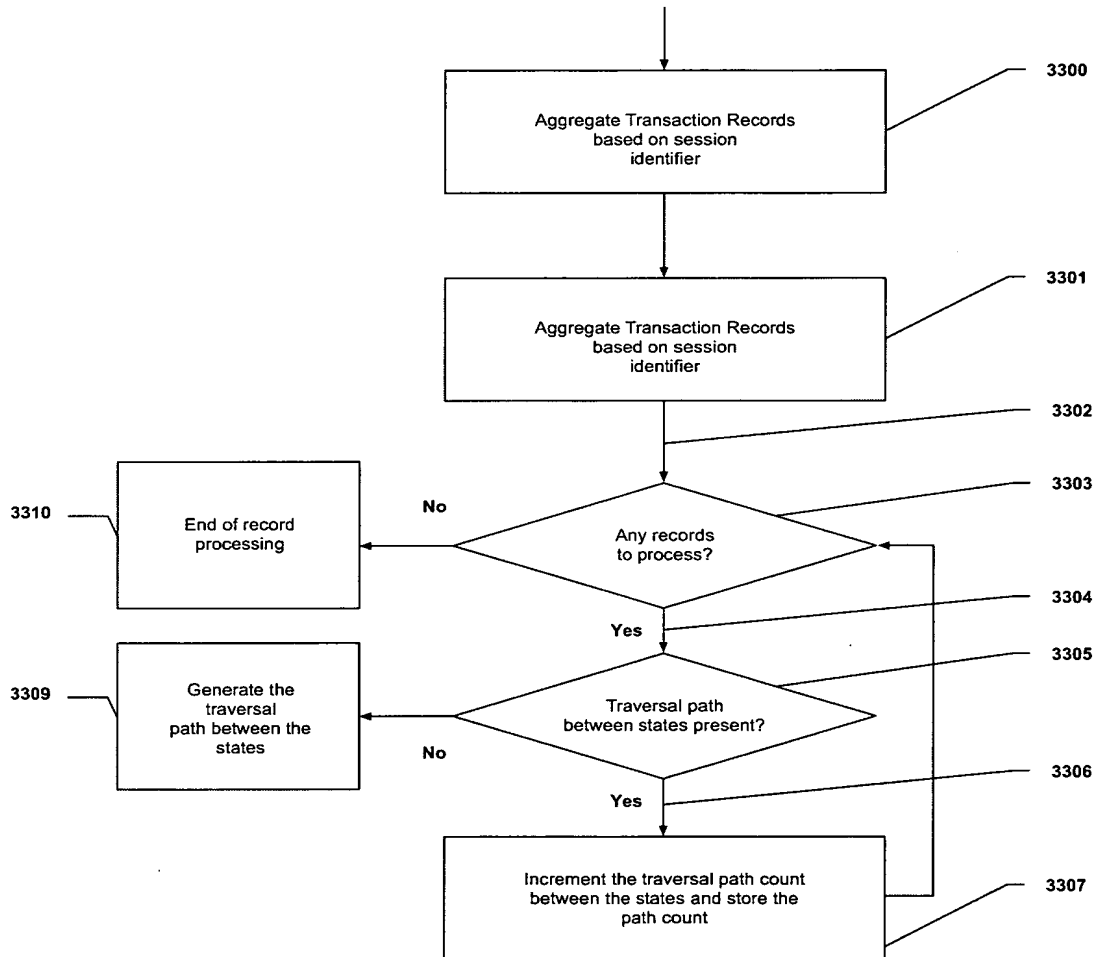 3300
Aggregate Transaction Records
based on session
identifier
3301
Aggregate Transaction Records
based on session
identifier
3302
3303
No
3310
End of record
processing
Any records
to process?
3304
Yes
3305
3309
Generate the
traversal
path between the
states
Traversal path
between states present?
No
3306
Yes
Increment the traversal path count
between the states and store the
path count
3307